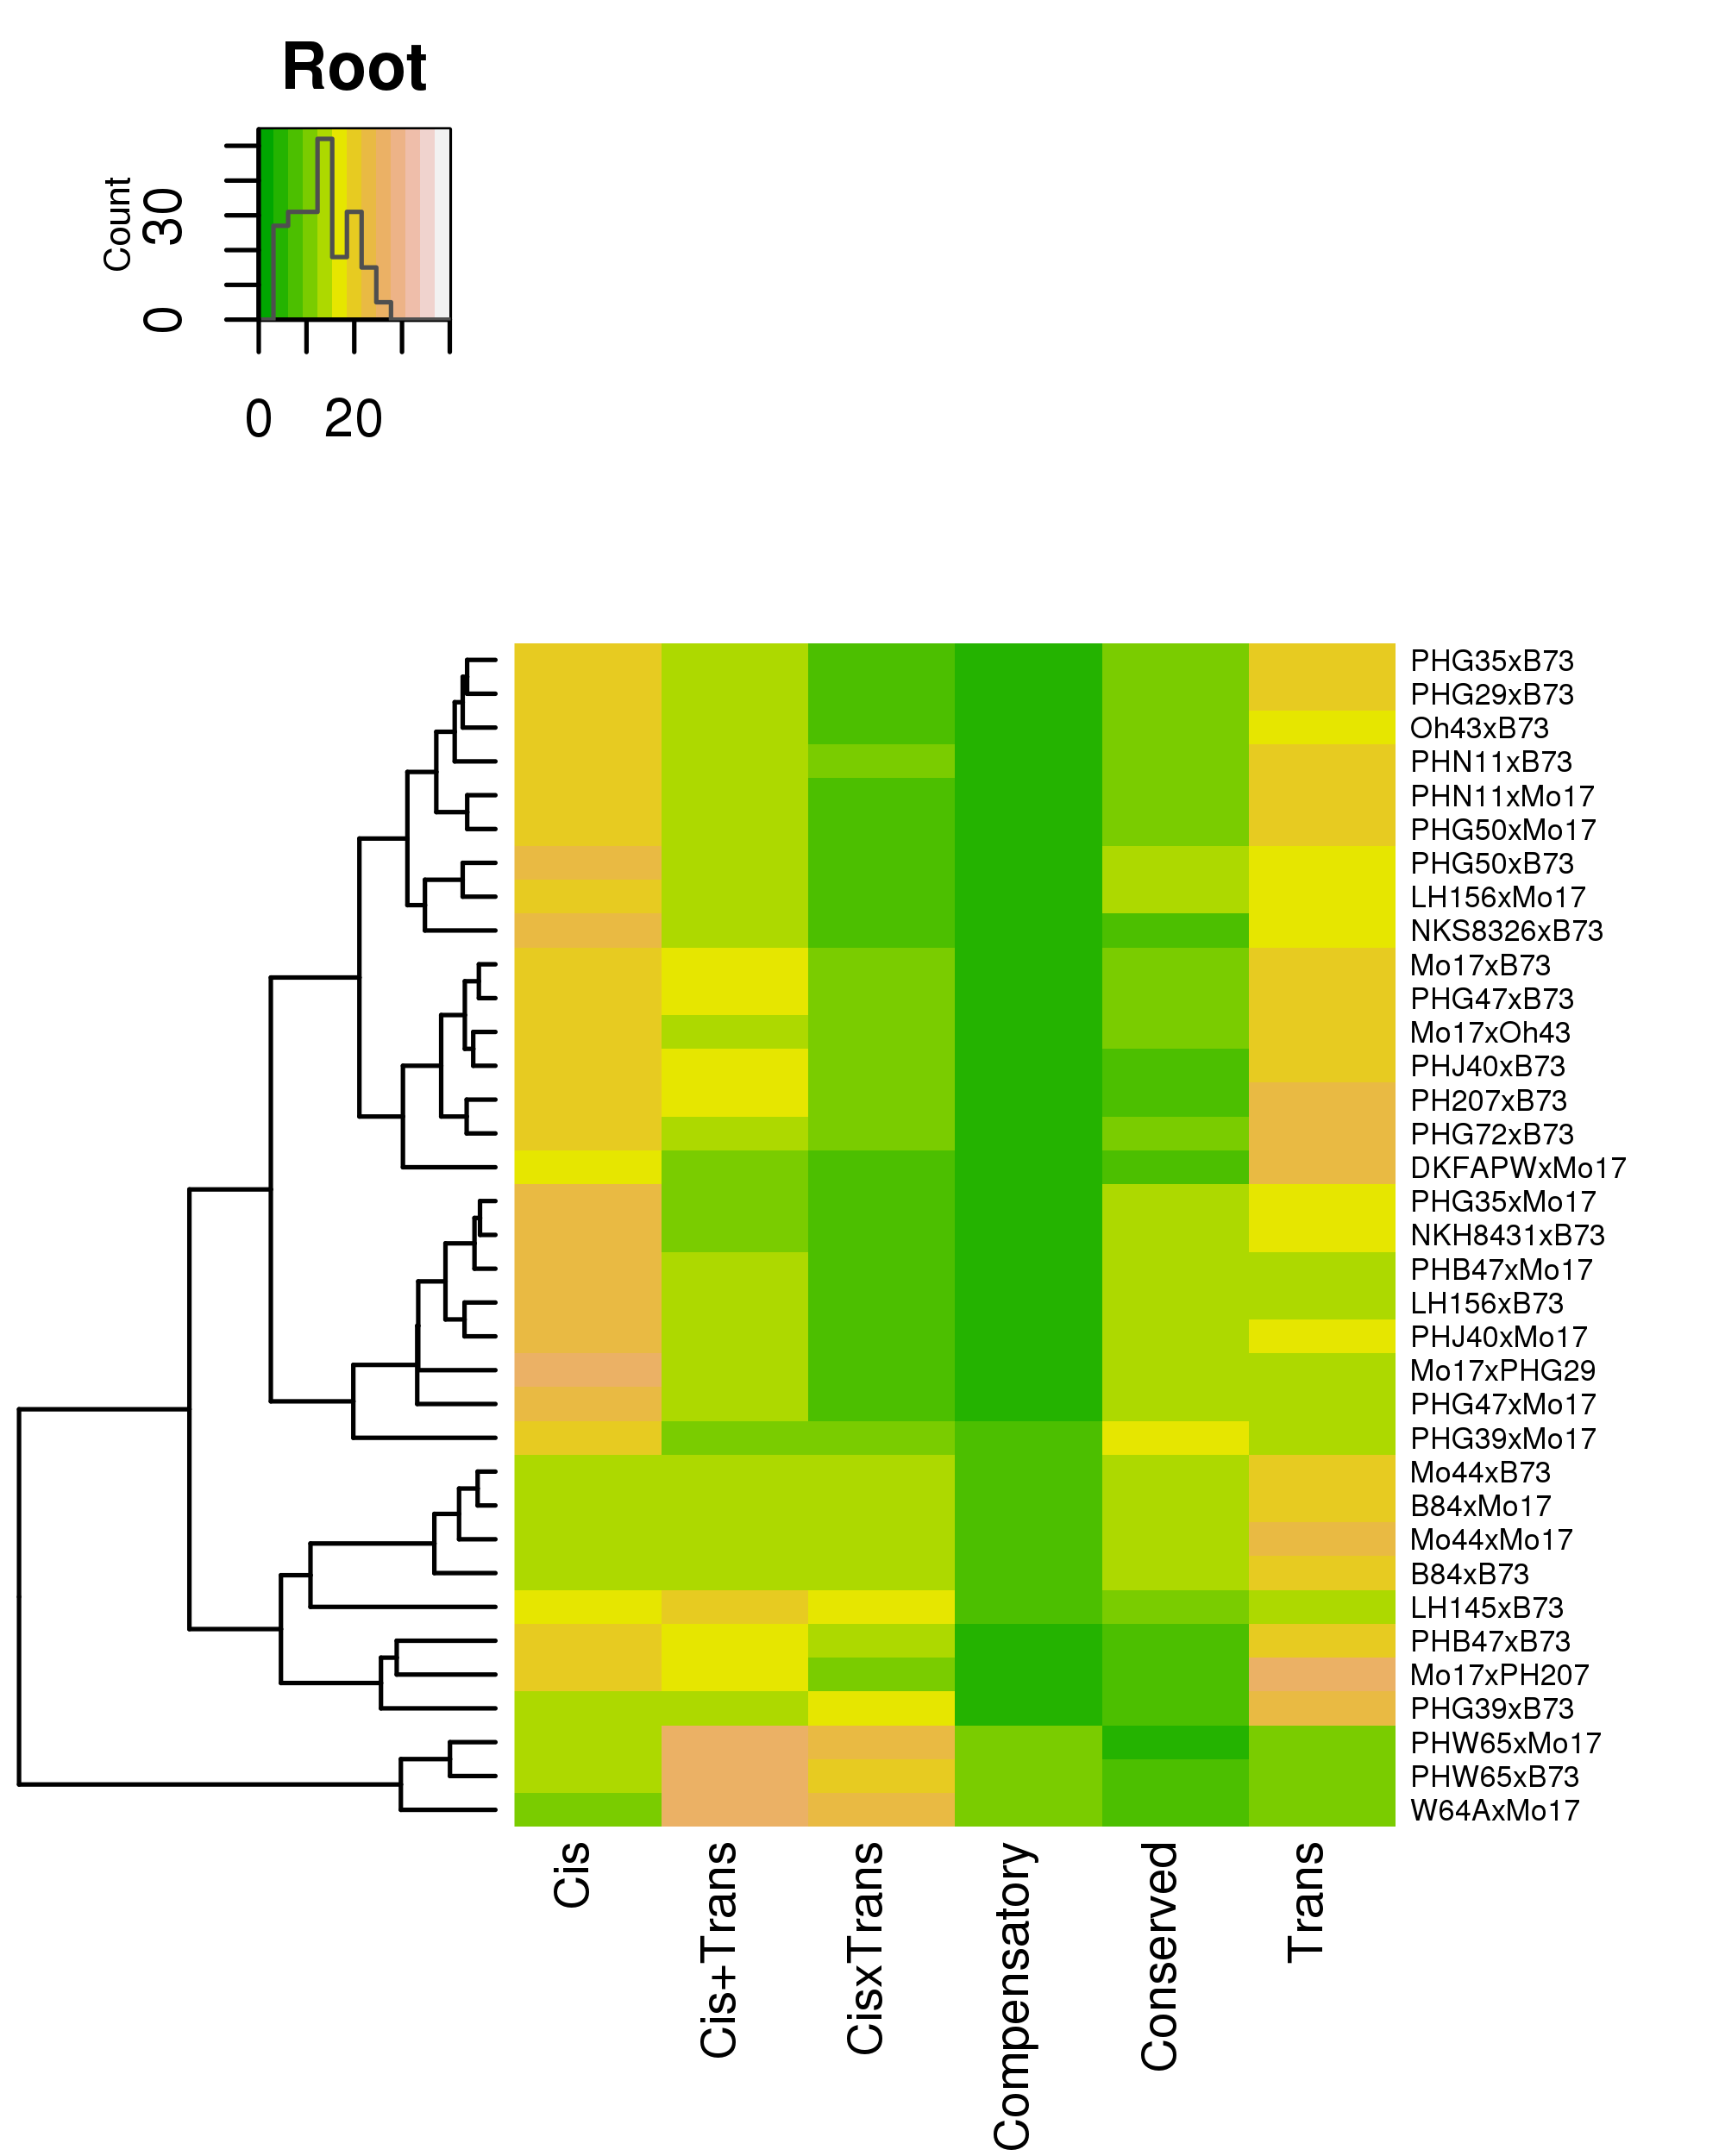 Root
Count
0
30
0
20
PHG35xB73
PHG29xB73
Oh43xB73
PHN11xB73
PHN11xMo17
PHG50xMo17
PHG50xB73
LH156xMo17
NKS8326xB73
Mo17xB73
PHG47xB73
Mo17xOh43
PHJ40xB73
PH207xB73
PHG72xB73
DKFAPWxMo17
PHG35xMo17
NKH8431xB73
PHB47xMo17
LH156xB73
PHJ40xMo17
Mo17xPHG29
PHG47xMo17
PHG39xMo17
Mo44xB73
B84xMo17
Mo44xMo17
B84xB73
LH145xB73
PHB47xB73
Mo17xPH207
PHG39xB73
PHW65xMo17
PHW65xB73
W64AxMo17
Cis
Cis+Trans
CisxTrans
Compensatory
Conserved
Trans